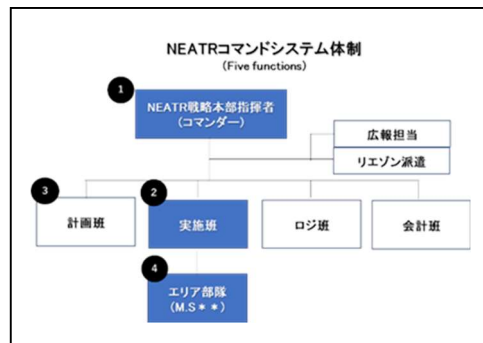 NEATRコマンドシステム体制
(Five functions)
1
NEATR戦略本部指揮者
(コマンダー)
広報担当
リエゾン派遣
3
計画班
2
実施班
ロジ班
会計班
4
エリア部隊
(M.S**)